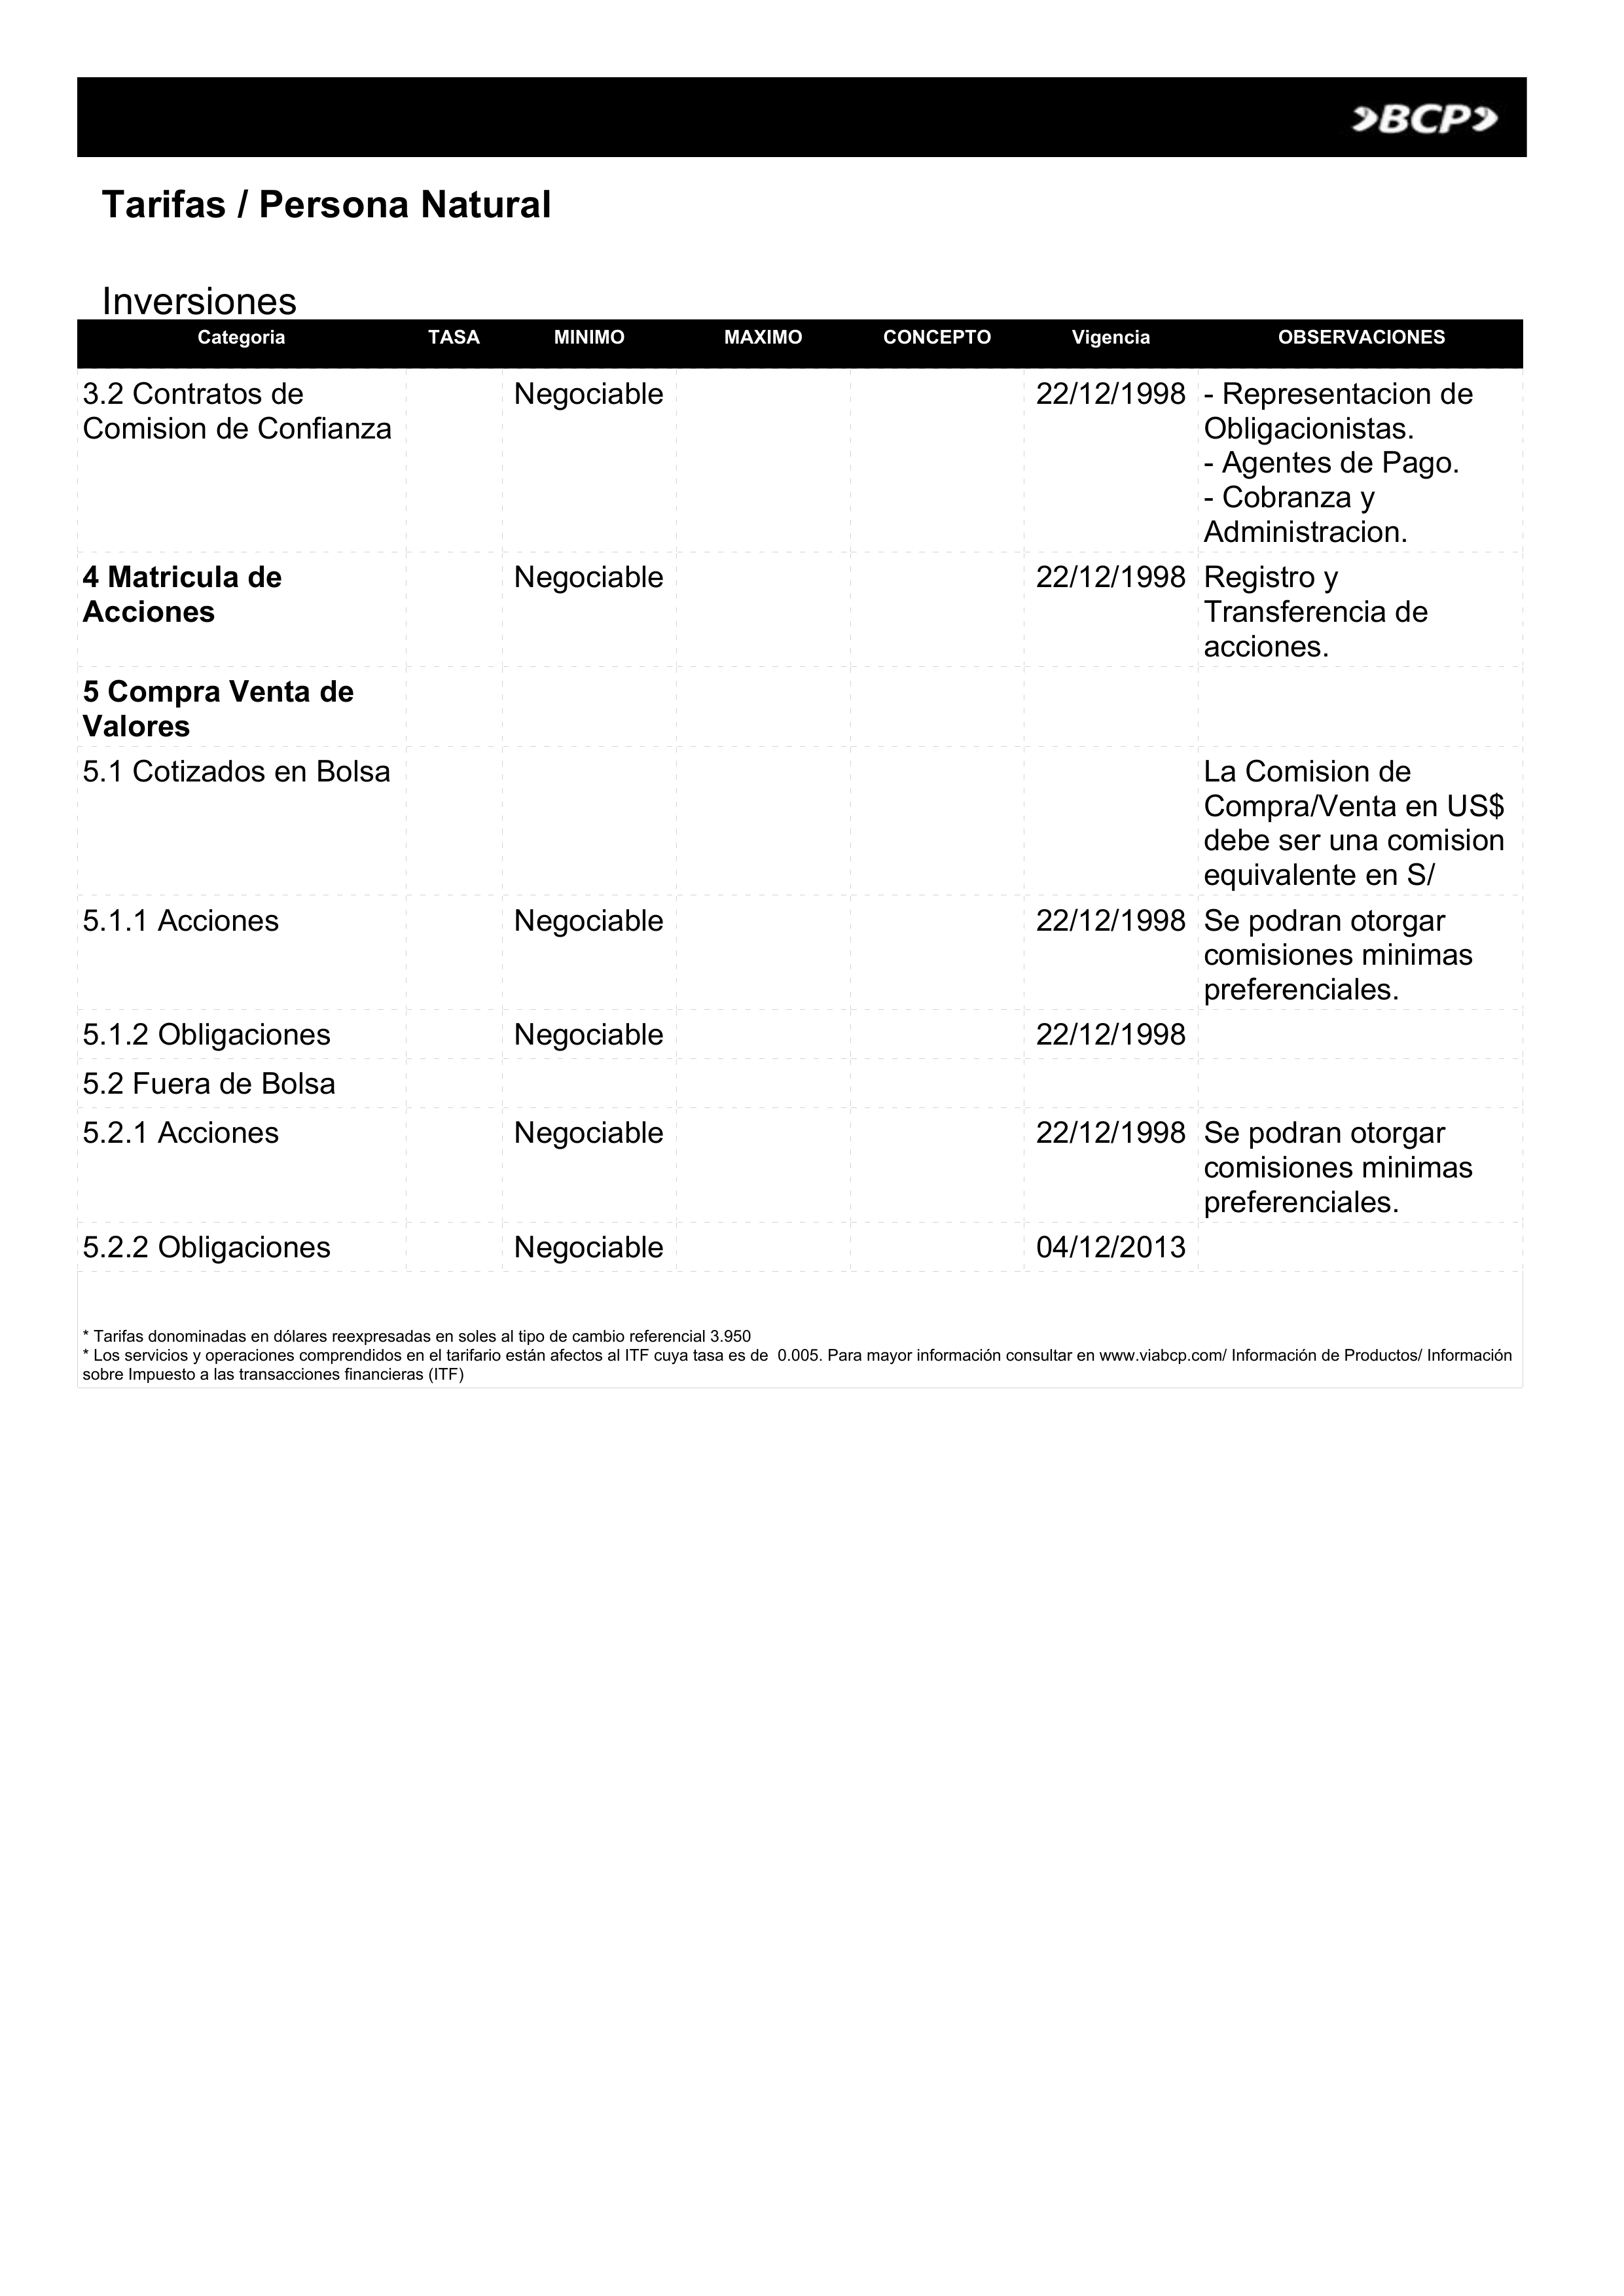 BCP
Tarifas / Persona Natural
Inversiones
Categoria TASA MINIMO MAXIMO CONCEPTO Vigencia OBSERVACIONES
3.2 Contratos de Negociable 22/12/1998 - Representacion de
Comision de Confianza Obligacionistas.
- Agentes de Pago.
- Cobranza y
Administracion.
4 Matricula de Negociable 22/12/1998 Registro y
Acciones Transferencia de
acciones.
5 Compra Venta de
Valores
5.1 Cotizados en Bolsa La Comision de
Compra/Venta en US$
debe ser una comision
equivalente en S/
5.1.1 Acciones Negociable 22/12/1998 Se podran otorgar
comisiones minimas
preferenciales.
5.1.2 Obligaciones Negociable 22/12/1998
5.2 Fuera de Bolsa
5.2.1 Acciones Negociable 22/12/1998 Se podran otorgar
comisiones minimas
preferenciales.
5.2.2 Obligaciones Negociable 04/12/2013
* Tarifas donominadas en dólares reexpresadas en soles al tipo de cambio referencial 3.950
* Los servicios y operaciones comprendidos en el tarifario están afectos al ITF cuya tasa es de 0.005. Para mayor información consultar en www.viabcp.com/ Información de Productos/ Información
sobre Impuesto a las transacciones financieras (ITF)